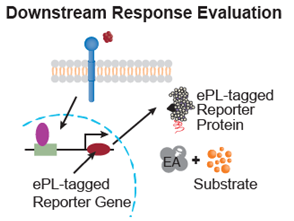 Downstream Response Evaluation
ePL-tagged
Reporter
Protein
EA + Substrate
ePL-tagged
Reporter Gene